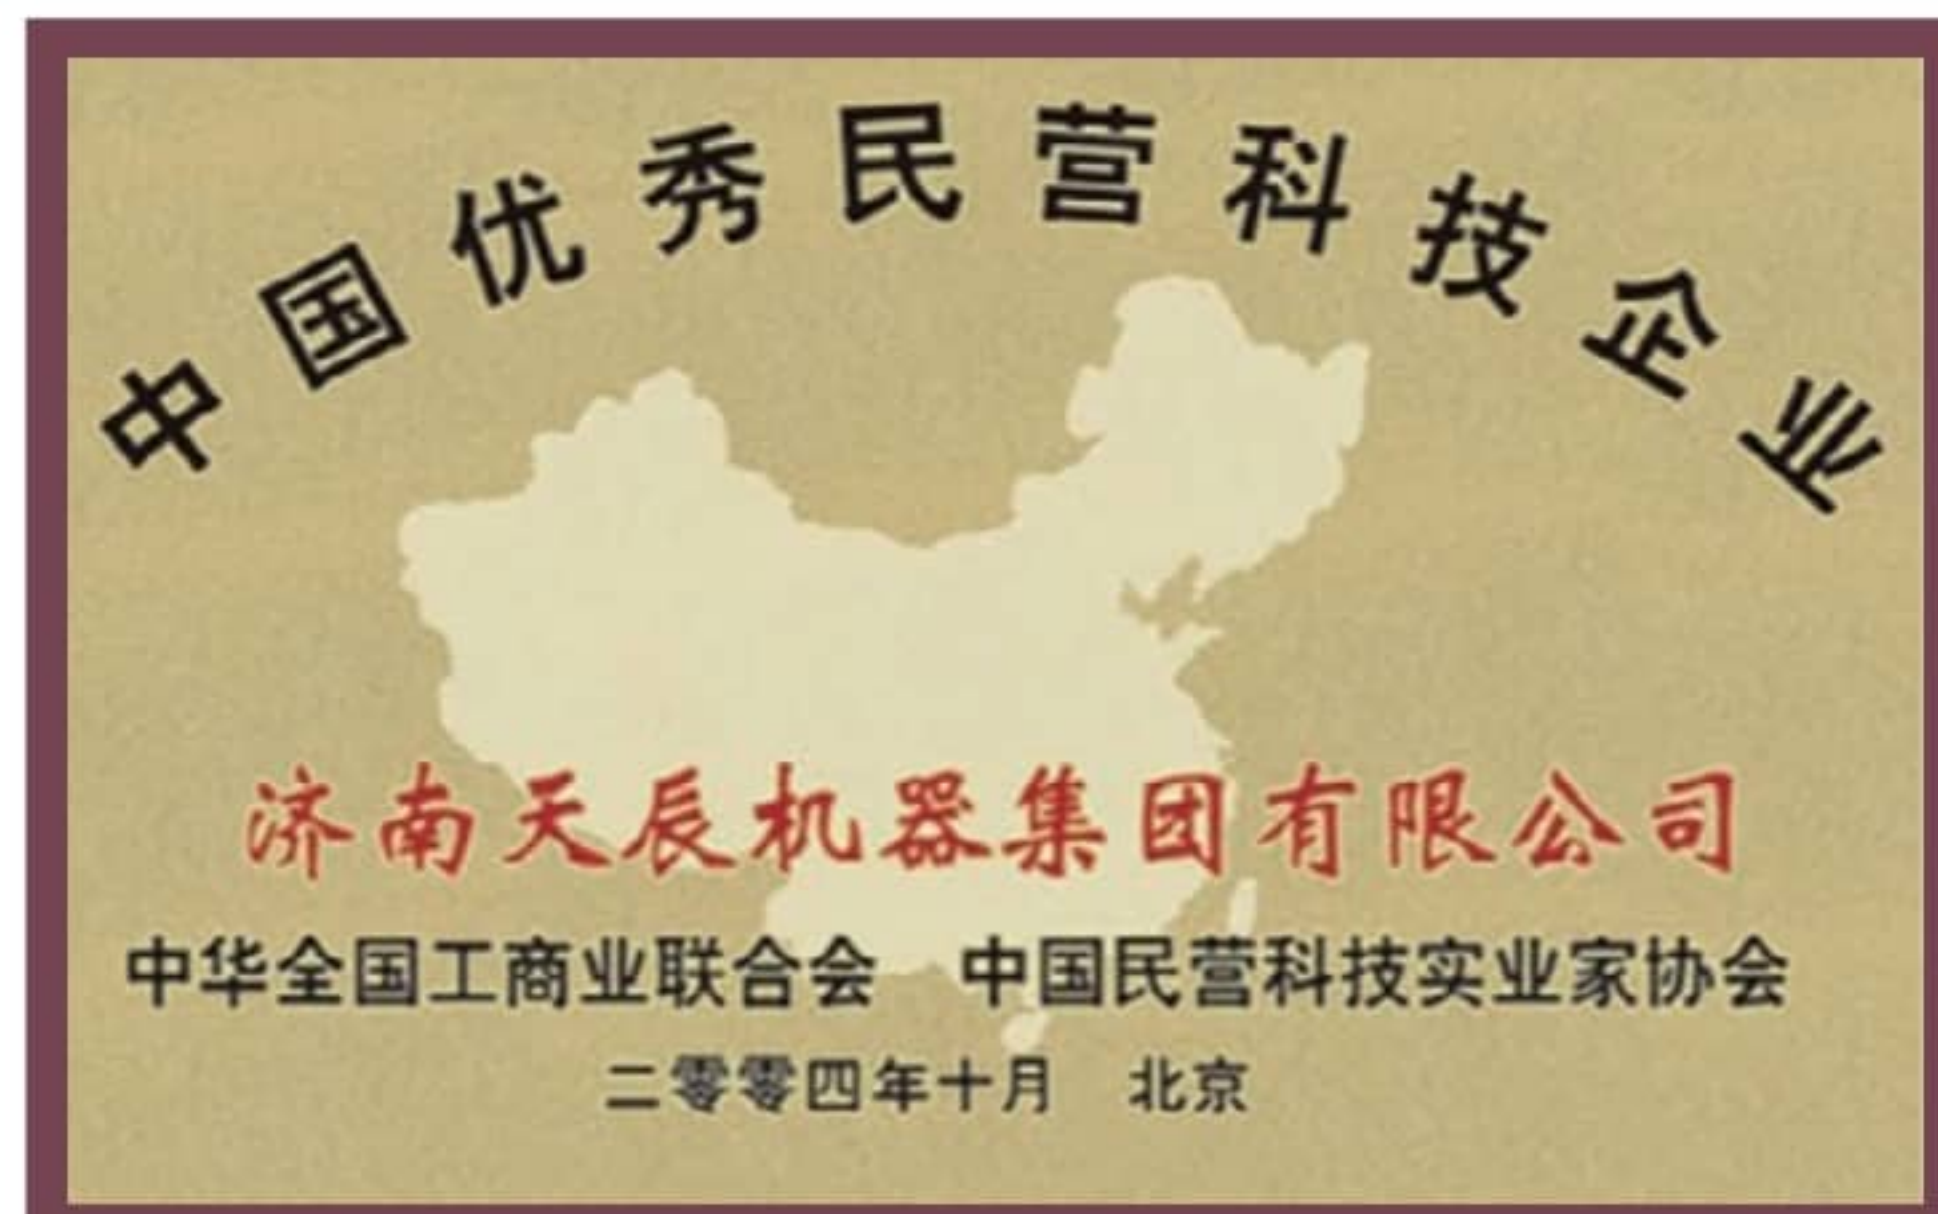 中国优秀民营科技企业
济南天辰机器集团有限公司
中华全国工商业联合会 中国民营科技实业家协会
二零零四年十月 北京